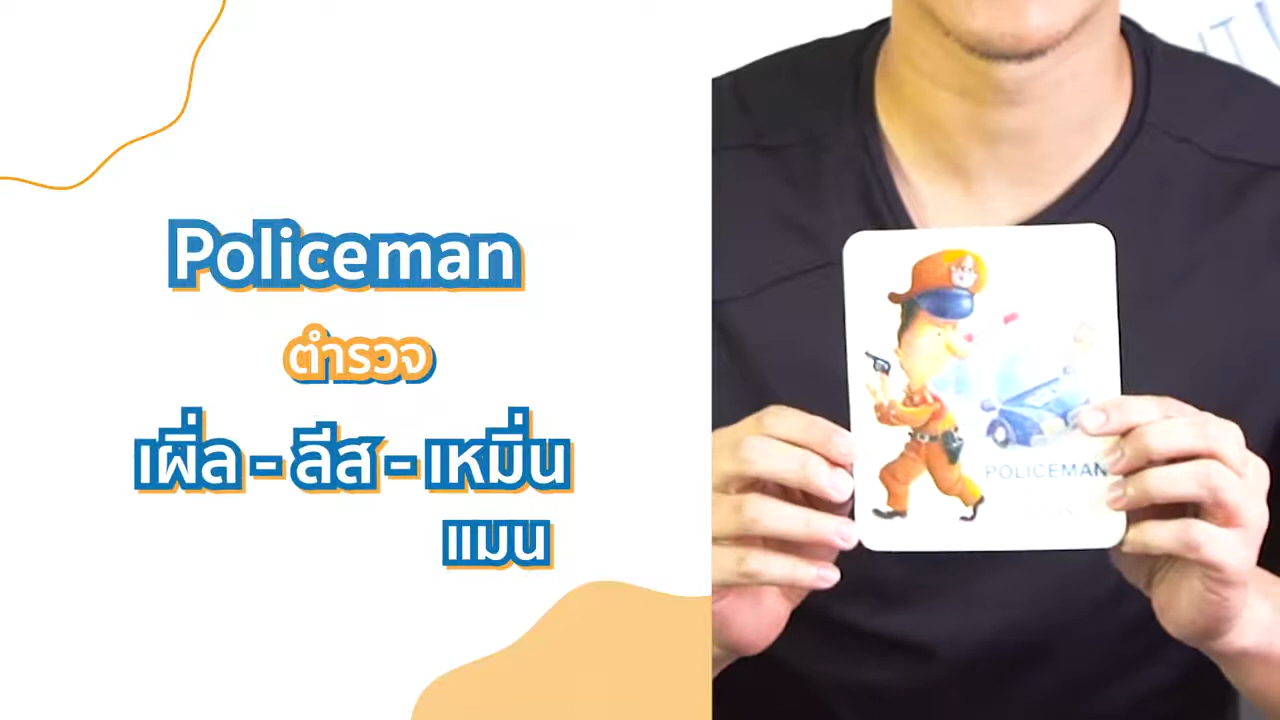 Policeman
ตำรวจ
เผิ่ล - ลีส - เหมิ่น
แมน
POLICEMAN